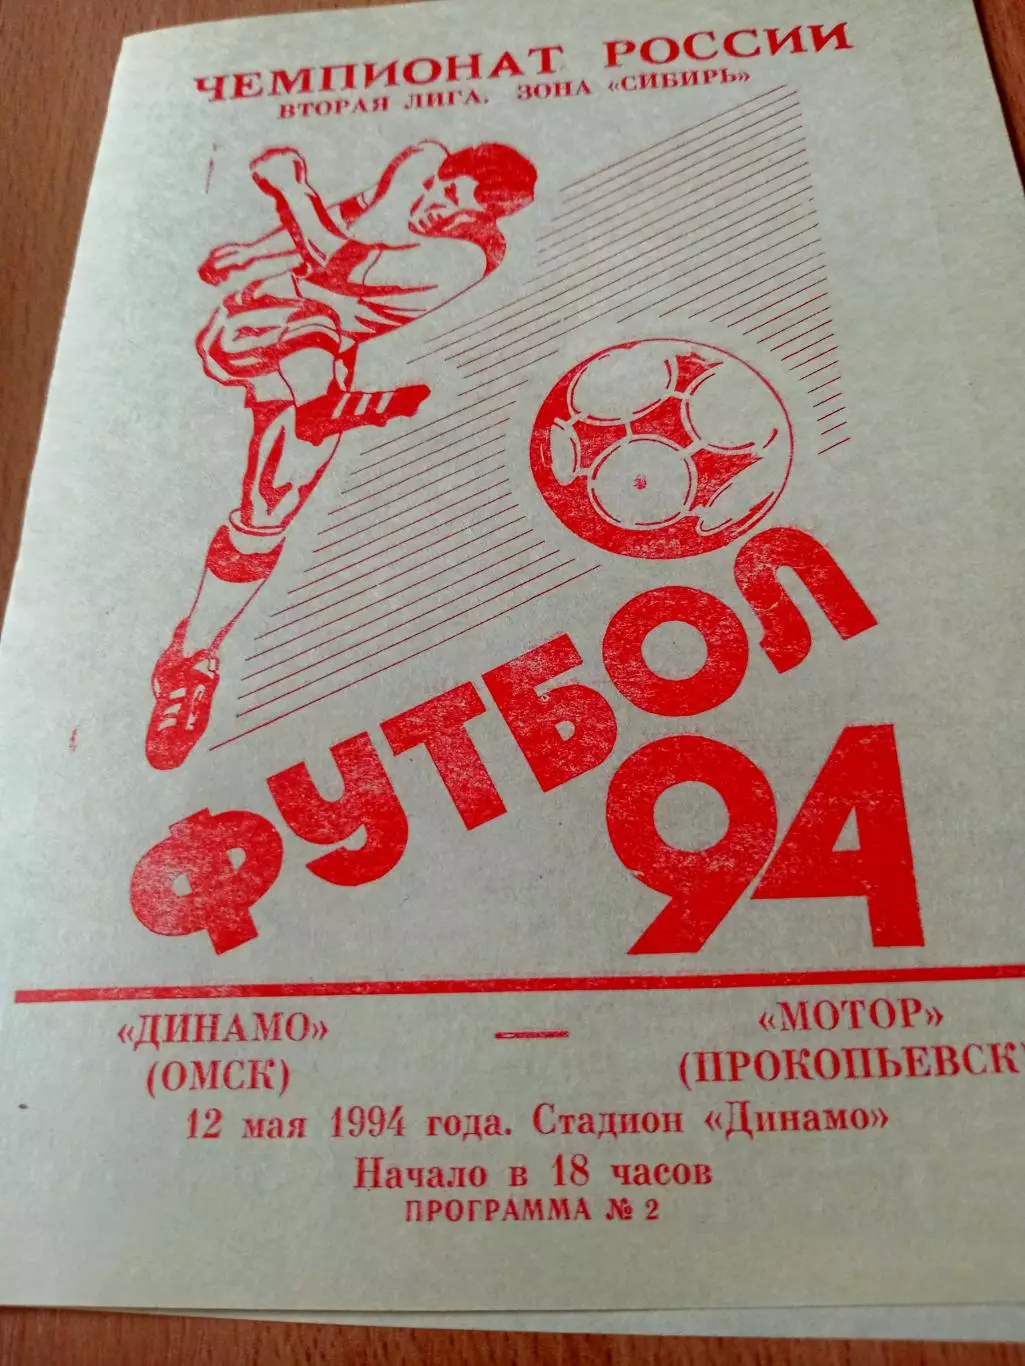 ЧЕМПИОНАТ РОССИИ
ВТОРАЯ ЛИГА. ЗОНА «СИБИРЬ»
ФУТБОЛ
94
«ДИНАМО» — «МОТОР»
(ОМСК) (ПРОКОПЬЕВСК)
12 мая 1994 года. Стадион «Динамо»
Начало в 18 часов
ПРОГРАММА № 2